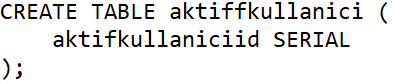 CREATE TABLE aktiffkullanici (
    aktifkullaniciid SERIAL
);